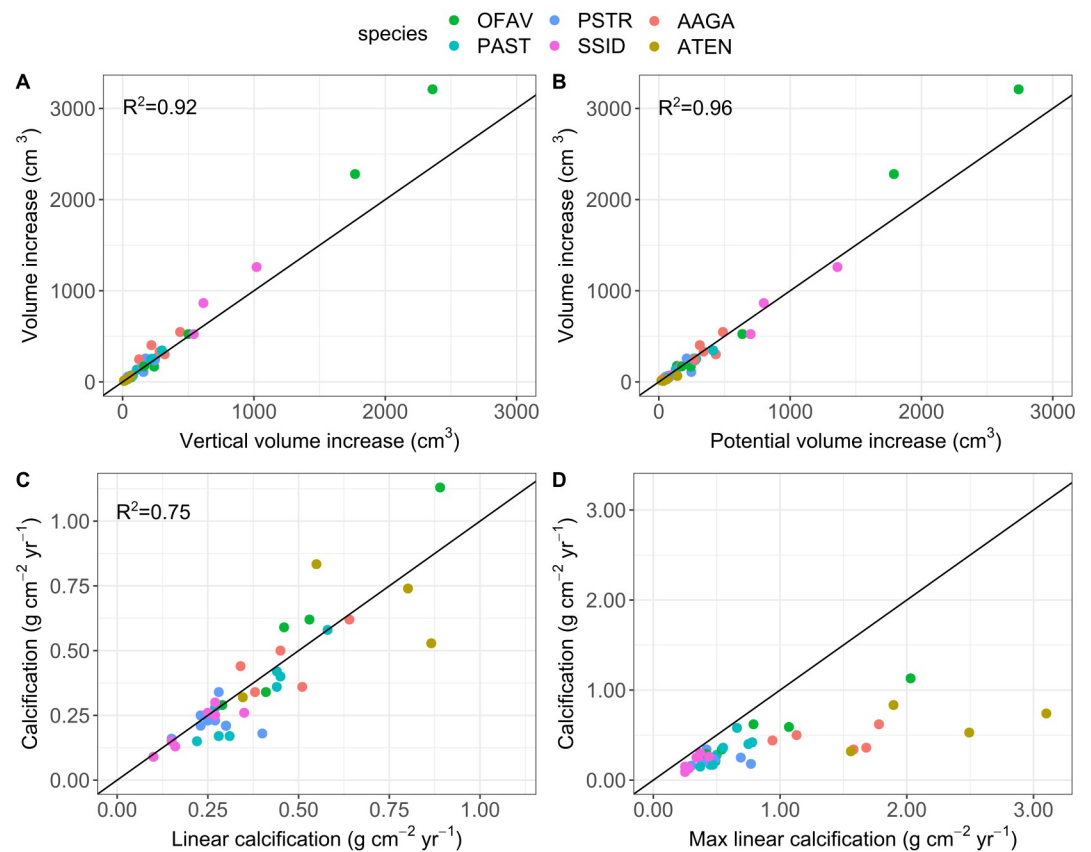 species
OFAV PSTR AAGA
PAST SSID ATEN
A
R²=0.92
Volume increase (cm³)
3000
2000
1000
0
0 1000 2000 3000
Vertical volume increase (cm³)
B
R²=0.96
Volume increase (cm³)
3000
2000
1000
0
0 1000 2000 3000
Potential volume increase (cm³)
C
R²=0.75
Calcification (g cm⁻² yr⁻¹)
1.00
0.75
0.50
0.25
0.00
0.00 0.25 0.50 0.75 1.00
Linear calcification (g cm⁻² yr⁻¹)
D
Calcification (g cm⁻² yr⁻¹)
3.00
2.00
1.00
0.00
0.00 1.00 2.00 3.00
Max linear calcification (g cm⁻² yr⁻¹)